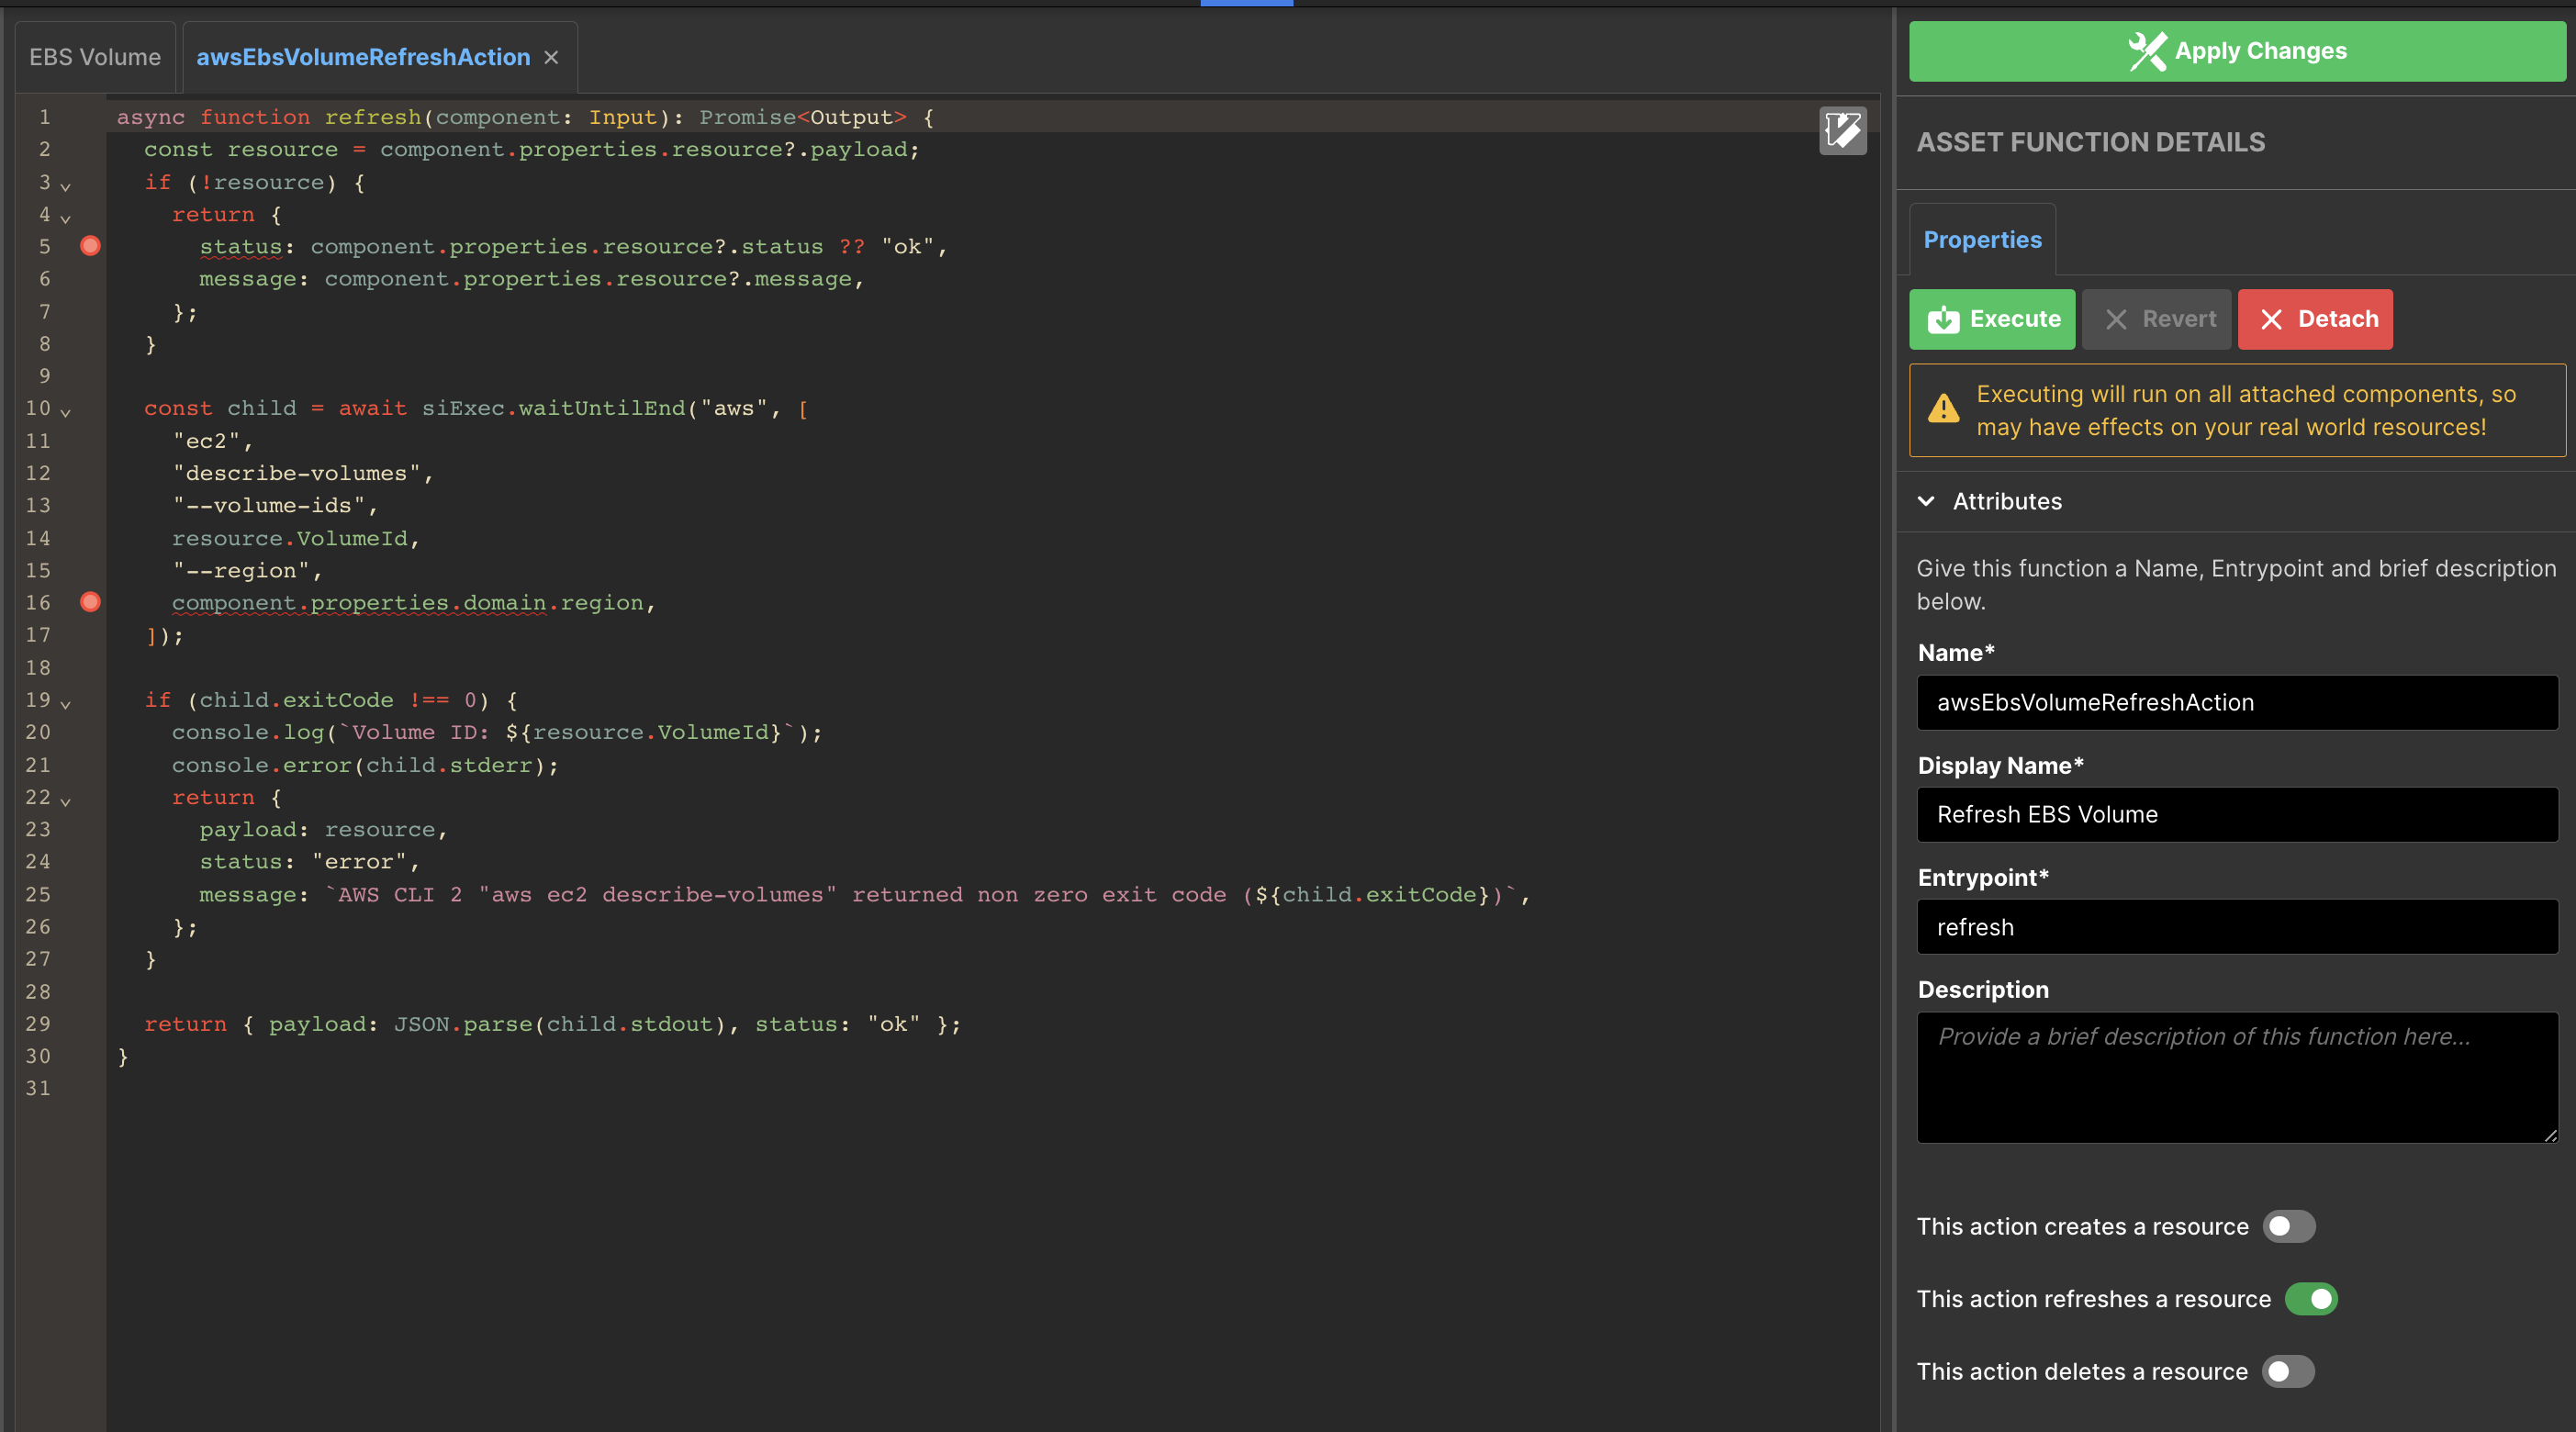 EBS Volume
awsEbsVolumeRefreshAction ×
1 async function refresh(component: Input): Promise<Output> {
2 const resource = component.properties.resource?.payload;
3 if (!resource) {
4 return {
5 status: component.properties.resource?.status ?? "ok",
6 message: component.properties.resource?.message,
7 };
8 }
9
10 const child = await siExec.waitUntilEnd("aws", [
11 "ec2",
12 "describe-volumes",
13 "--volume-ids",
14 resource.VolumeId,
15 "--region",
16 component.properties.domain.region,
17 ]);
18
19 if (child.exitCode !== 0) {
20 console.log(`Volume ID: ${resource.VolumeId}`);
21 console.error(child.stderr);
22 return {
23 payload: resource,
24 status: "error",
25 message: `AWS CLI 2 "aws ec2 describe-volumes" returned non zero exit code (${child.exitCode})`,
26 };
27 }
28
29 return { payload: JSON.parse(child.stdout), status: "ok" };
30 }
31
Apply Changes
ASSET FUNCTION DETAILS
Properties
Execute
Revert
Detach
Executing will run on all attached components, so
may have effects on your real world resources!
Attributes
Give this function a Name, Entrypoint and brief description
below.
Name*
awsEbsVolumeRefreshAction
Display Name*
Refresh EBS Volume
Entrypoint*
refresh
Description
Provide a brief description of this function here...
This action creates a resource
This action refreshes a resource
This action deletes a resource